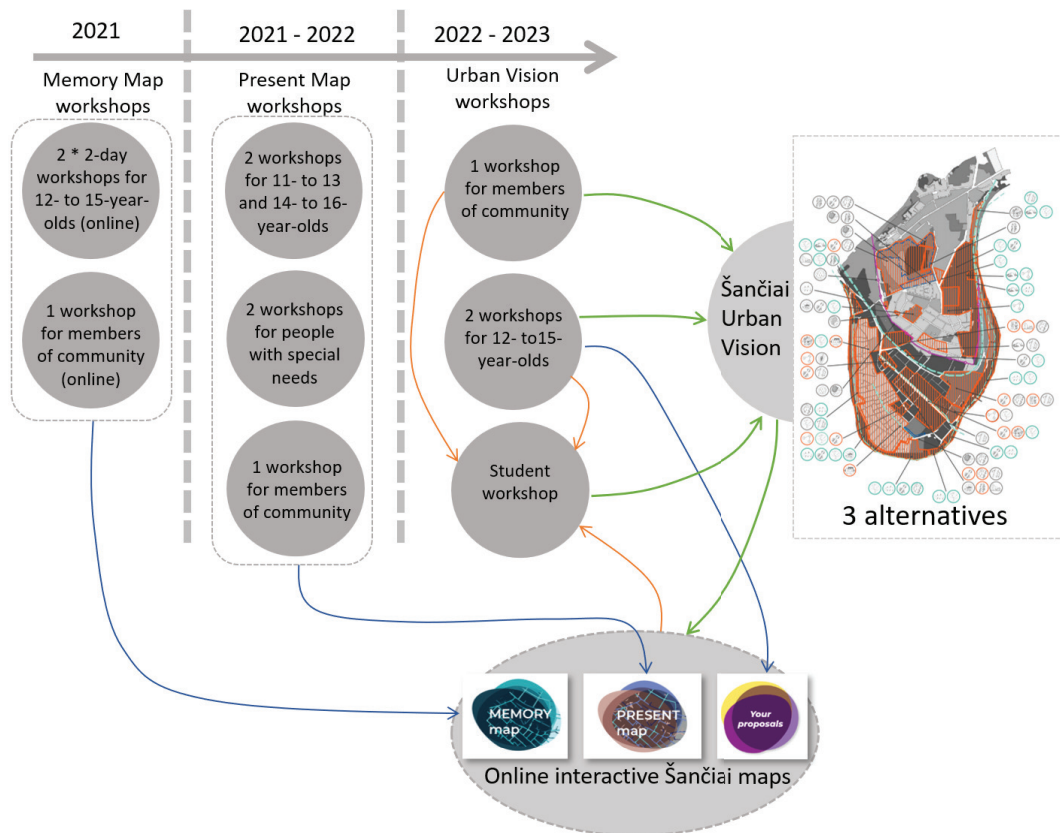 2021
2021 - 2022
2022 - 2023
Memory Map
workshops
Present Map
workshops
Urban Vision
workshops
2 * 2-day
workshops for
12- to 15-year-
olds (online)
1 workshop
for members
of community
(online)
2 workshops
for 11- to 13
and 14- to 16-
year-olds
2 workshops
for people
with special
needs
1 workshop
for members
of community
1 workshop
for members
of community
2 workshops
for 12- to15-
year-olds
Student
workshop
Šančiai
Urban
Vision
3 alternatives
MEMORY
map
PRESENT
map
Your
proposals
Online interactive Šančiai maps